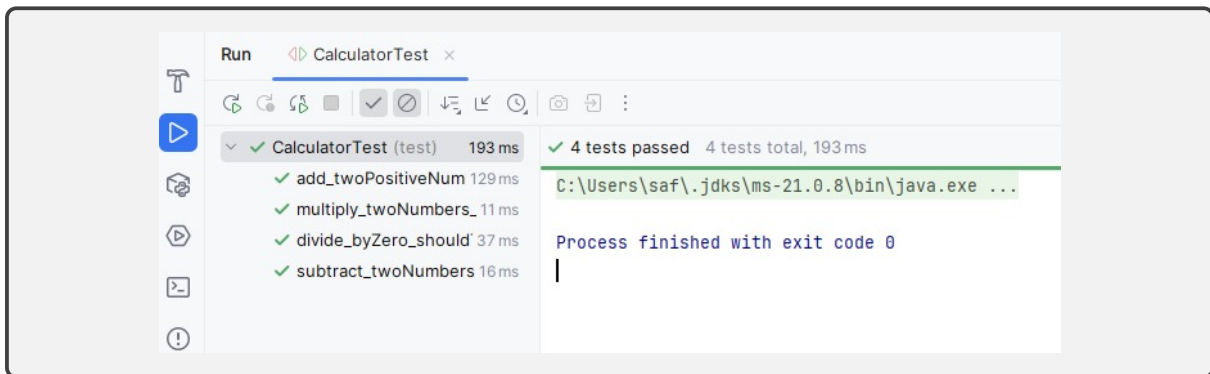 Run CalculatorTest
CalculatorTest (test) 193 ms
add_twoPositiveNum 129 ms
multiply_twoNumbers_ 11 ms
divide_byZero_should 37 ms
subtract_twoNumbers 16 ms
4 tests passed 4 tests total, 193 ms
C:\Users\saf\.jdks\ms-21.0.8\bin\java.exe ...
Process finished with exit code 0